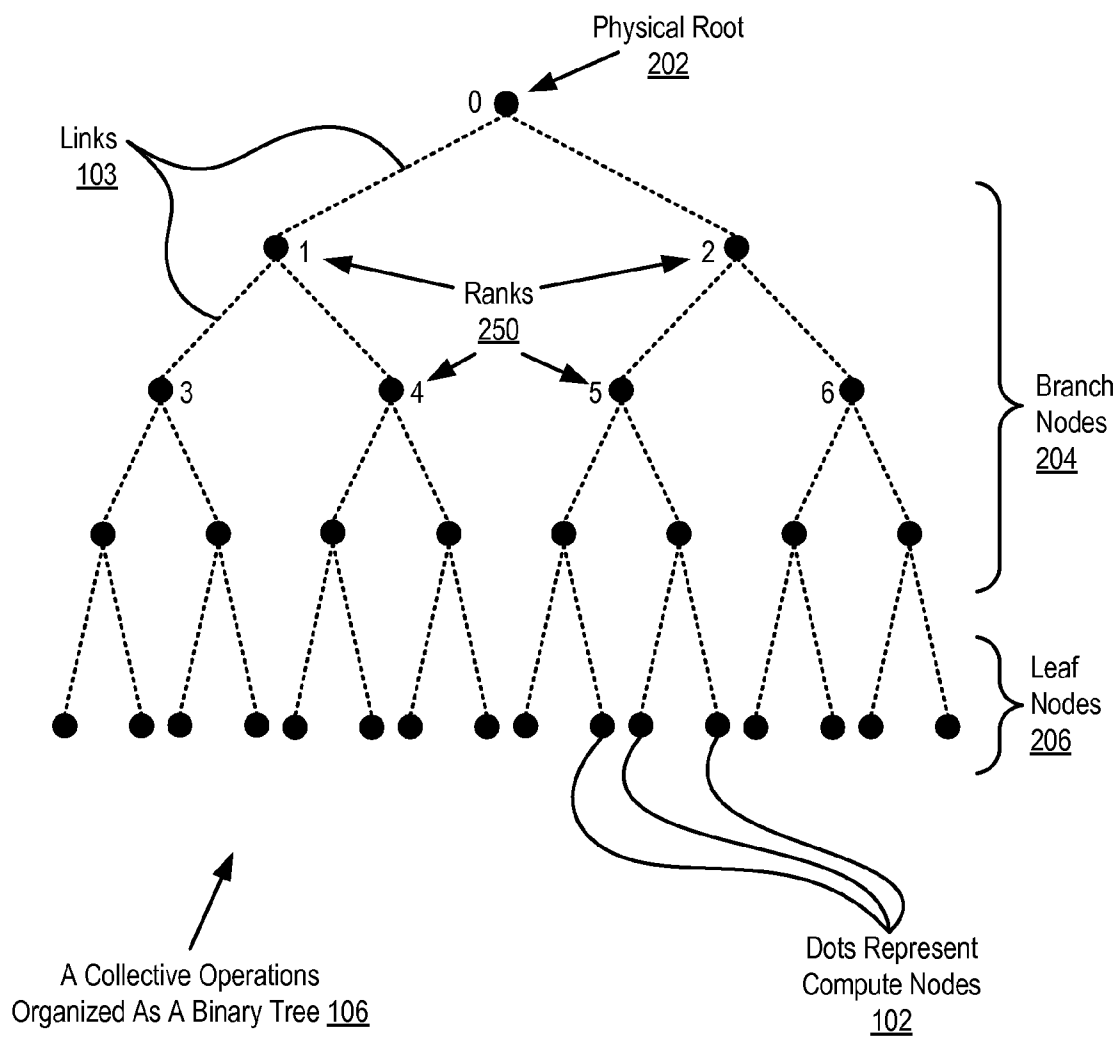 Physical Root
202
0
Links
103
1
2
Ranks
250
3
4
5
6
Branch
Nodes
204
Leaf
Nodes
206
A Collective Operations
Organized As A Binary Tree 106
Dots Represent
Compute Nodes
102